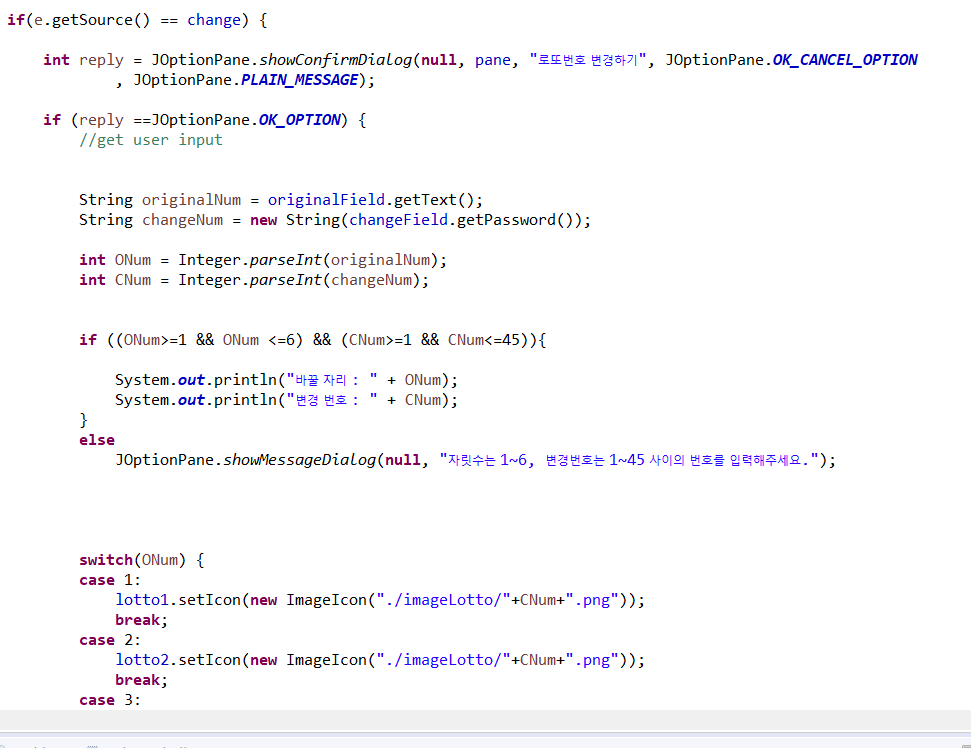 if(e.getSource() == change) {
int reply = JOptionPane.showConfirmDialog(null, pane, "로또번호 변경하기", JOptionPane.OK_CANCEL_OPTION
, JOptionPane.PLAIN_MESSAGE);
if (reply ==JOptionPane.OK_OPTION) {
//get user input
String originalNum = originalField.getText();
String changeNum = new String(changeField.getPassword());
int ONum = Integer.parseInt(originalNum);
int CNum = Integer.parseInt(changeNum);
if ((ONum>=1 && ONum <=6) && (CNum>=1 && CNum<=45)){
System.out.println("바꿀 자리 : " + ONum);
System.out.println("변경 번호 : " + CNum);
}
else
JOptionPane.showMessageDialog(null, "자릿수는 1~6, 변경번호는 1~45 사이의 번호를 입력해주세요.");
switch(ONum) {
case 1:
lotto1.setIcon(new ImageIcon("./imageLotto/"+CNum+".png"));
break;
case 2:
lotto2.setIcon(new ImageIcon("./imageLotto/"+CNum+".png"));
break;
case 3: